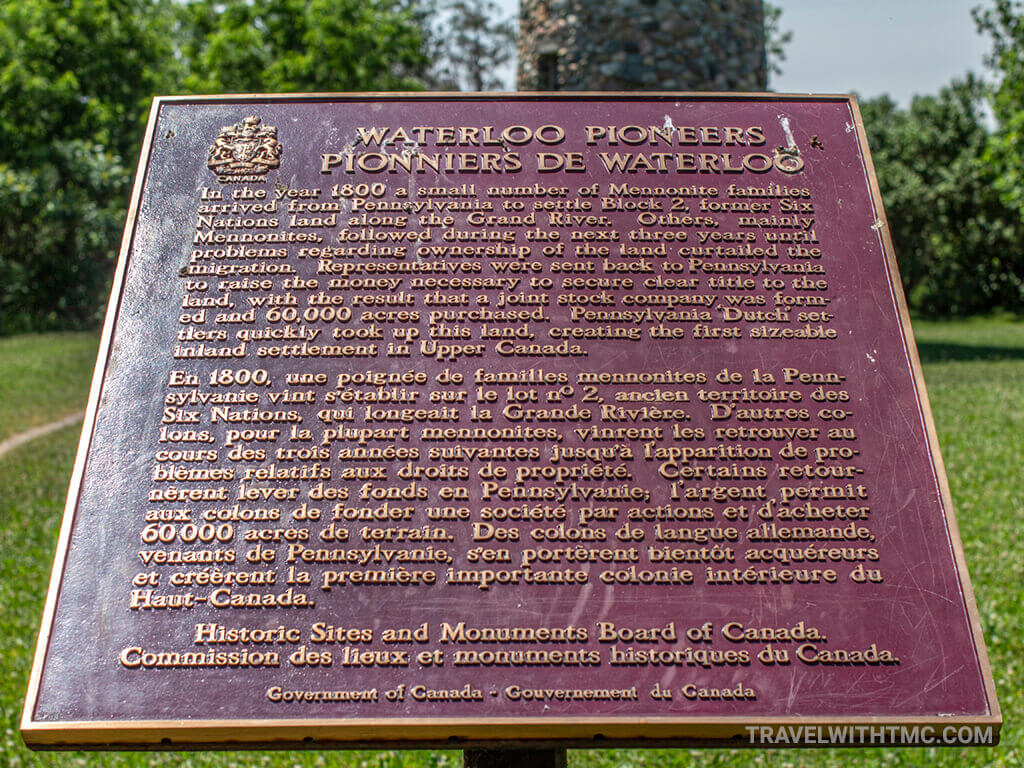 CANADA
WATERLOO PIONEERS
PIONNIERS DE WATERLOO
In the year 1800 a small number of Mennonite families
arrived from Pennsylvania to settle Block 2, former Six
Nations land along the Grand River. Others, mainly
Mennonites, followed during the next three years until
problems regarding ownership of the land curtailed the
migration. Representatives were sent back to Pennsylvania
to raise the money necessary to secure clear title to the
land, with the result that a joint stock company was form-
ed and 60,000 acres purchased. Pennsylvania 'Dutch' set-
tlers quickly took up this land, creating the first sizeable
inland settlement in Upper Canada.
En 1800, une poignée de familles mennonites de la Penn-
sylvanie vint s'établir sur le lot nº 2, ancien territoire des
Six Nations, qui longeait la Grande Rivière. D'autres co-
lons, pour la plupart mennonites, vinrent les retrouver au
cours des trois années suivantes jusqu'à l'apparition de pro-
blèmes relatifs aux droits de propriété. Certains retour-
nèrent lever des fonds en Pennsylvanie; l'argent permit
aux colons de fonder une société par actions et d'acheter
60 000 acres de terrain. Des colons de langue allemande,
venants de Pennsylvanie, s'en portèrent bientôt acquéreurs
et créèrent la première importante colonie intérieure du
Haut-Canada.
Historic Sites and Monuments Board of Canada.
Commission des lieux et monuments historiques du Canada.
Government of Canada - Gouvernement du Canada
TRAVELWITHTMC.COM